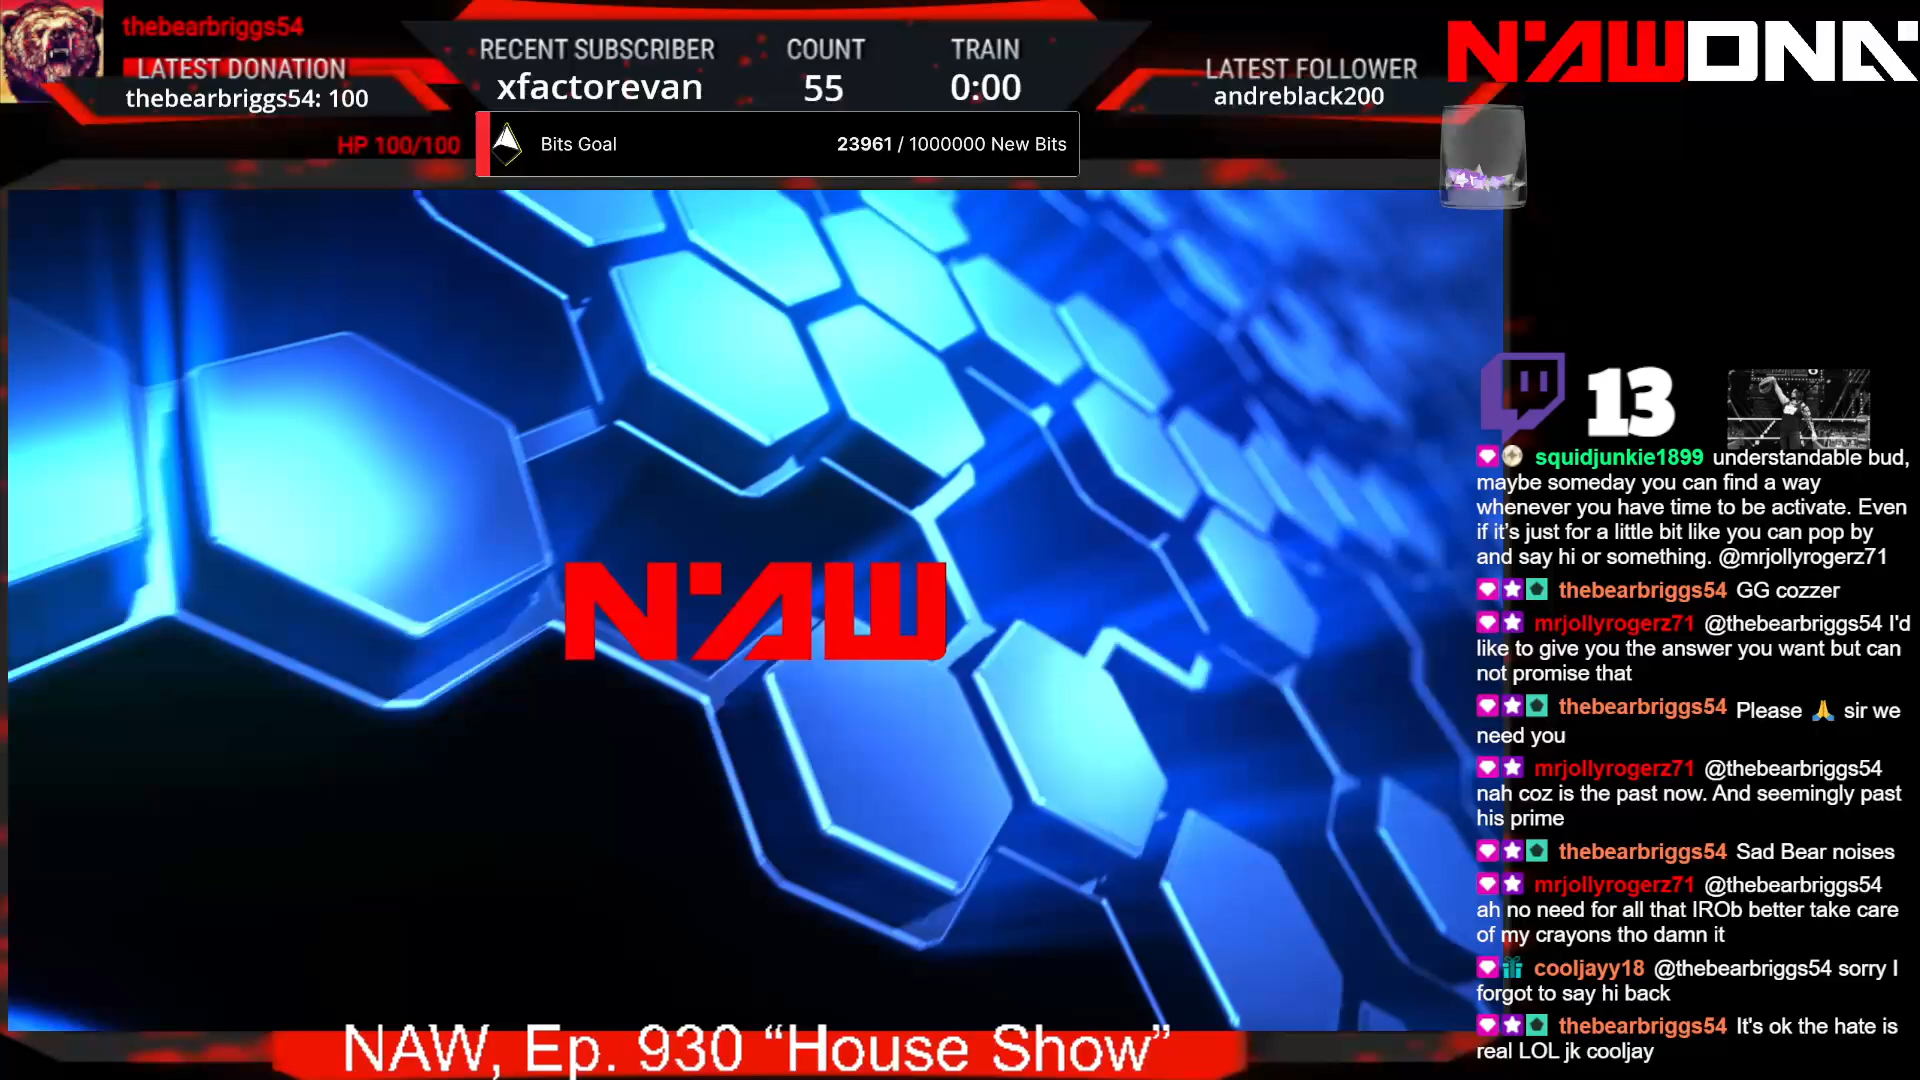 thebearbriggs54
LATEST DONATION
thebearbriggs54: 100
RECENT SUBSCRIBER
xfactorevan
COUNT
55
TRAIN
0:00
LATEST FOLLOWER
andreblack200
NAWDNA
HP 100/100
Bits Goal
23961 / 1000000 New Bits
13
squidjunkie1899 understandable bud,
maybe someday you can find a way
whenever you have time to be activate. Even
if it's just for a little bit like you can pop by
and say hi or something. @mrjollyrogerz71
thebearbriggs54 GG cozzer
mrjollyrogerz71 @thebearbriggs54 I'd
like to give you the answer you want but can
not promise that
thebearbriggs54 Please 🙏 sir we
need you
mrjollyrogerz71 @thebearbriggs54
nah coz is the past now. And seemingly past
his prime
thebearbriggs54 Sad Bear noises
mrjollyrogerz71 @thebearbriggs54
ah no need for all that IROb better take care
of my crayons tho damn it
cooljayy18 @thebearbriggs54 sorry I
forgot to say hi back
thebearbriggs54 It's ok the hate is
real LOL jk cooljay
NAW
NAW, Ep. 930 “House Show”